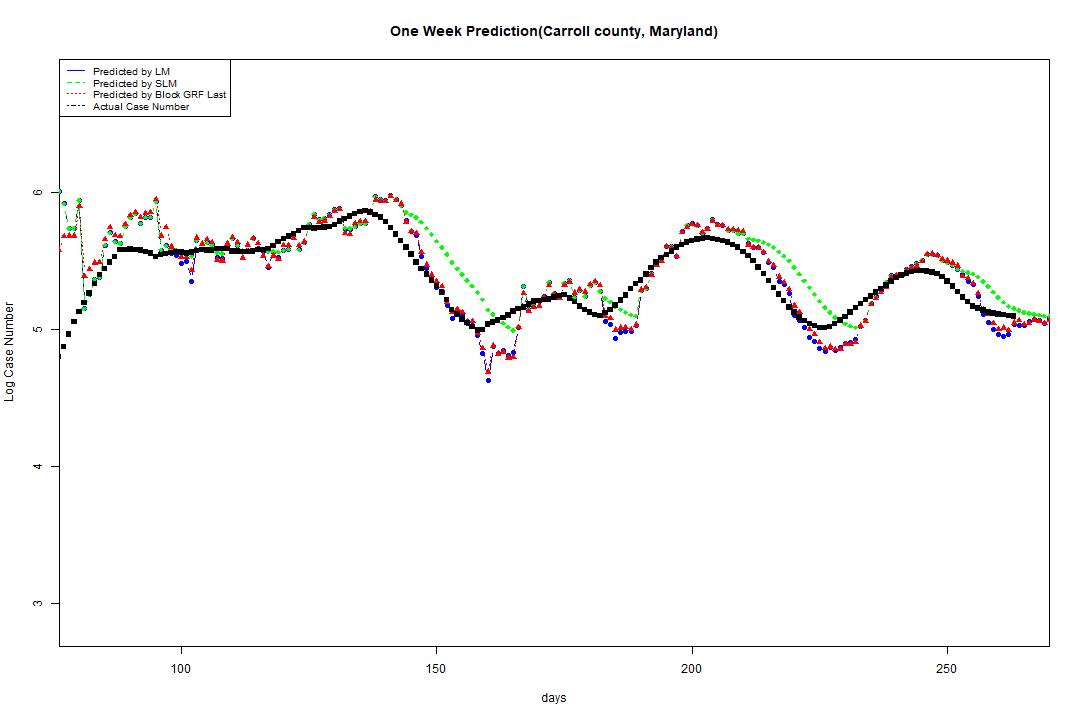 One Week Prediction(Carroll county, Maryland)
Predicted by LM
Predicted by SLM
Predicted by Block GRF Last
Actual Case Number
6
5
4
3
Log Case Number
100 150 200 250
days